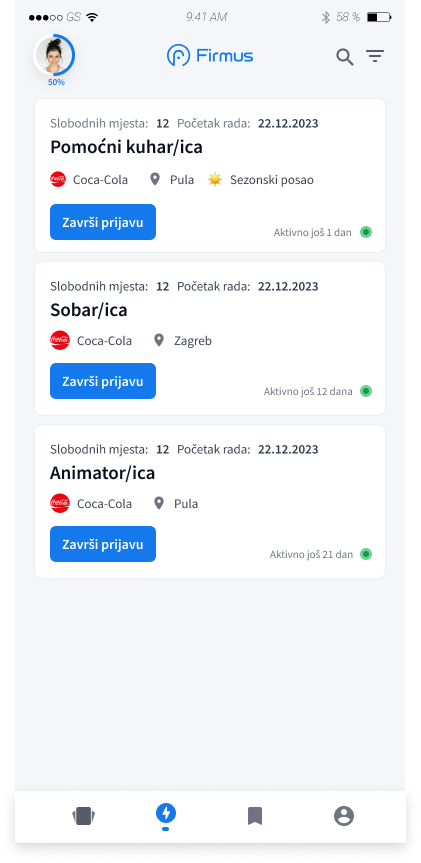 GS 9.41 AM 58 %
50%
Firmus
Slobodnih mjesta: 12 Početak rada: 22.12.2023
Pomoćni kuhar/ica
Coca-Cola Pula Sezonski posao
Završi prijavu
Aktivno još 1 dan
Slobodnih mjesta: 12 Početak rada: 22.12.2023
Sobar/ica
Coca-Cola Zagreb
Završi prijavu
Aktivno još 12 dana
Slobodnih mjesta: 12 Početak rada: 22.12.2023
Animator/ica
Coca-Cola Pula
Završi prijavu
Aktivno još 21 dan